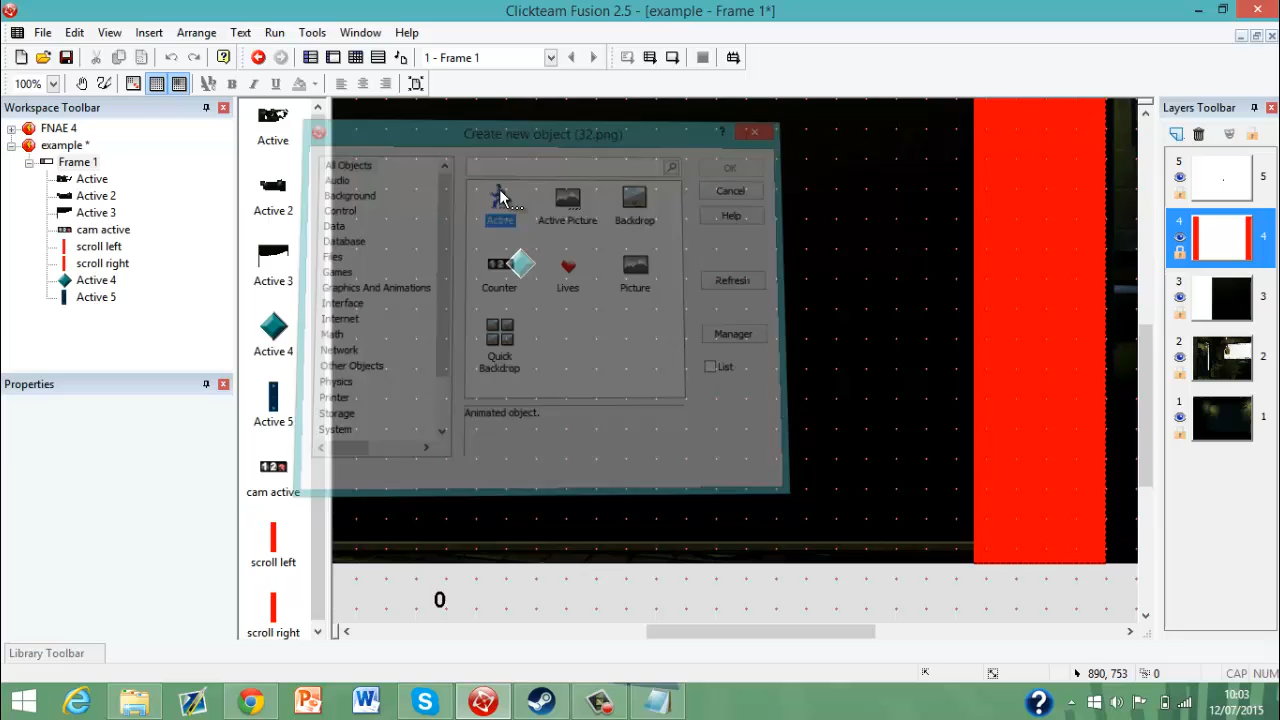 Clickteam Fusion 2.5 - [example - Frame 1*]
File Edit View Insert Arrange Text Run Tools Window Help
1 - Frame 1
100%
Workspace Toolbar
FNAE 4
example *
Frame 1
Active
Active 2
Active 3
cam active
scroll left
scroll right
Active 4
Active 5
Properties
Library Toolbar
Active
Active 2
Active 3
Active 4
Active 5
cam active
scroll left
scroll right
Create new object (32.png)
All Objects
Audio
Background
Control
Data
Database
Files
Games
Graphics And Animations
Interface
Internet
Math
Network
Other Objects
Physics
Printer
Storage
System
Active Active Picture Backdrop
Counter Lives Picture
Quick
Backdrop
Animated object.
OK
Cancel
Help
Refresh
Manager
List
0
Layers Toolbar
5 5
4 4
3 3
2 2
1 1
890, 753 0 CAP NUM
10:03
12/07/2015